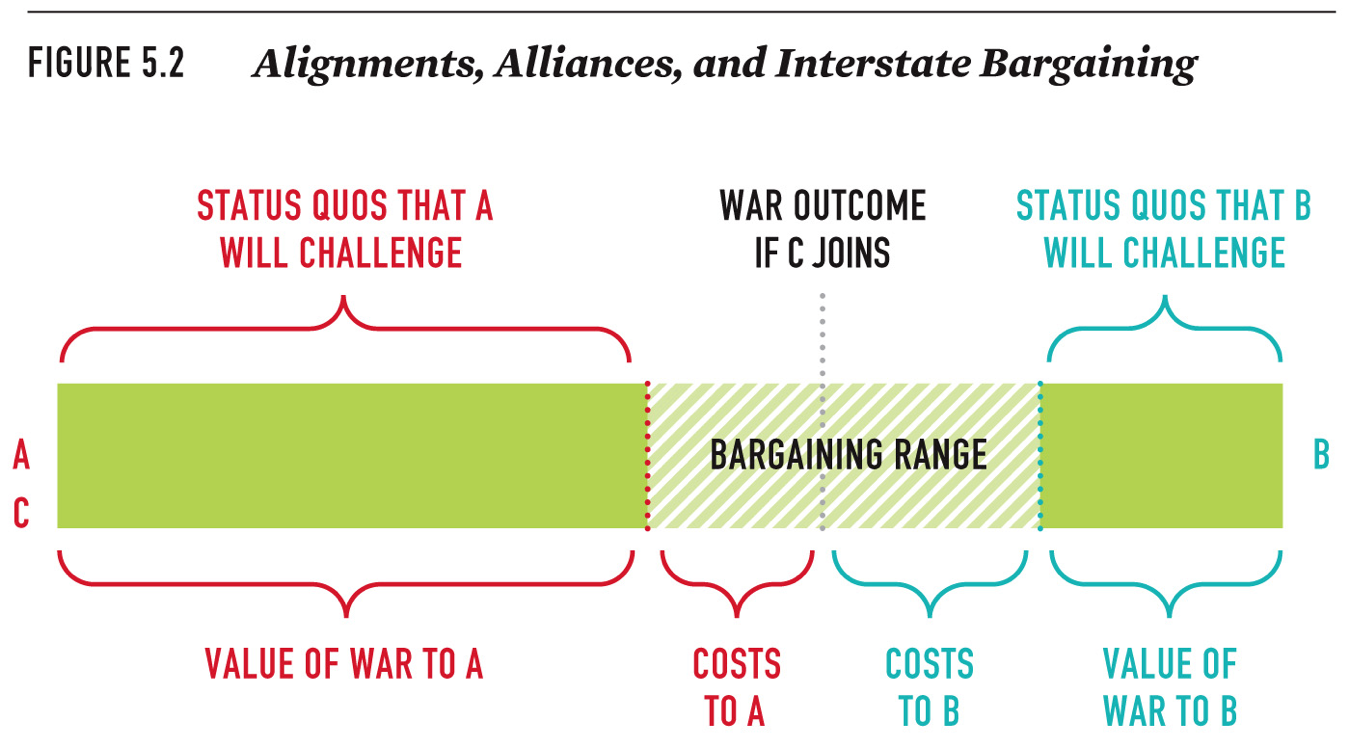 FIGURE 5.2 Alignments, Alliances, and Interstate Bargaining
STATUS QUOS THAT A
WILL CHALLENGE
WAR OUTCOME
IF C JOINS
STATUS QUOS THAT B
WILL CHALLENGE
A
C
BARGAINING RANGE
B
VALUE OF WAR TO A
COSTS
TO A
COSTS
TO B
VALUE OF
WAR TO B